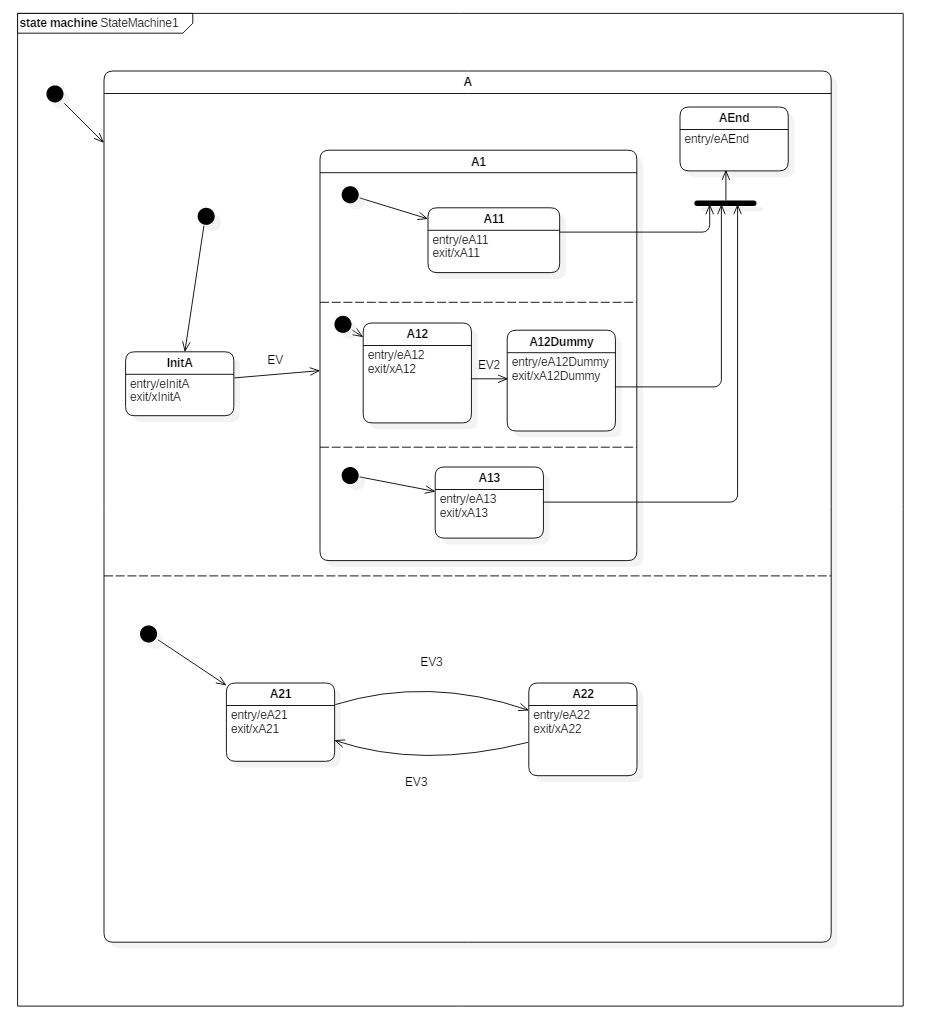 state machine StateMachine1
A
AEnd
entry/eAEnd
A1
A11
entry/eA11
exit/xA11
A12
entry/eA12
exit/xA12
EV2
A12Dummy
entry/eA12Dummy
exit/xA12Dummy
InitA
entry/eInitA
exit/xInitA
EV
A13
entry/eA13
exit/xA13
EV3
A21
entry/eA21
exit/xA21
A22
entry/eA22
exit/xA22
EV3